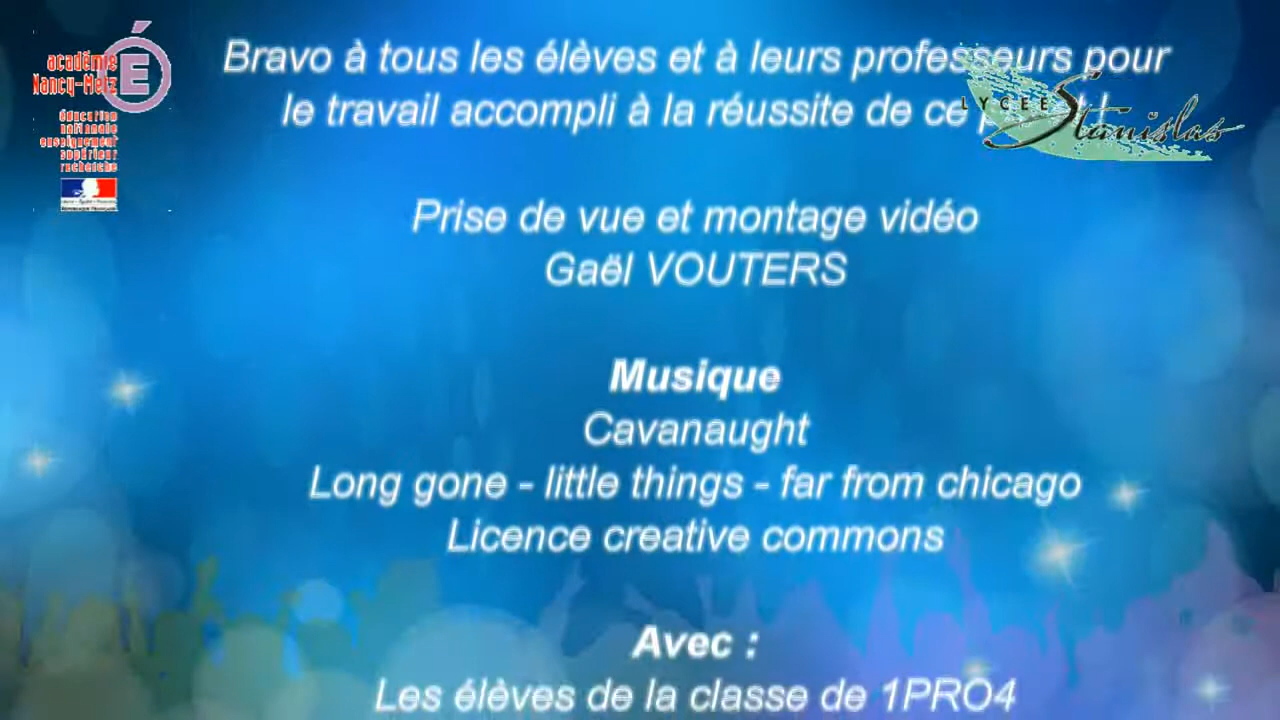 Bravo à tous les élèves et à leurs professeurs pour
le travail accompli à la réussite de ce
Prise de vue et montage vidéo
Gaël VOUTERS
Musique
Cavanaught
Long gone - little things - far from chicago
Licence creative commons
Avec :
Les élèves de la classe de 1PRO4
académie
Nancy-Metz
É
éducation
nationale
enseignement
supérieur
recherche
LYCEE
Stanislas